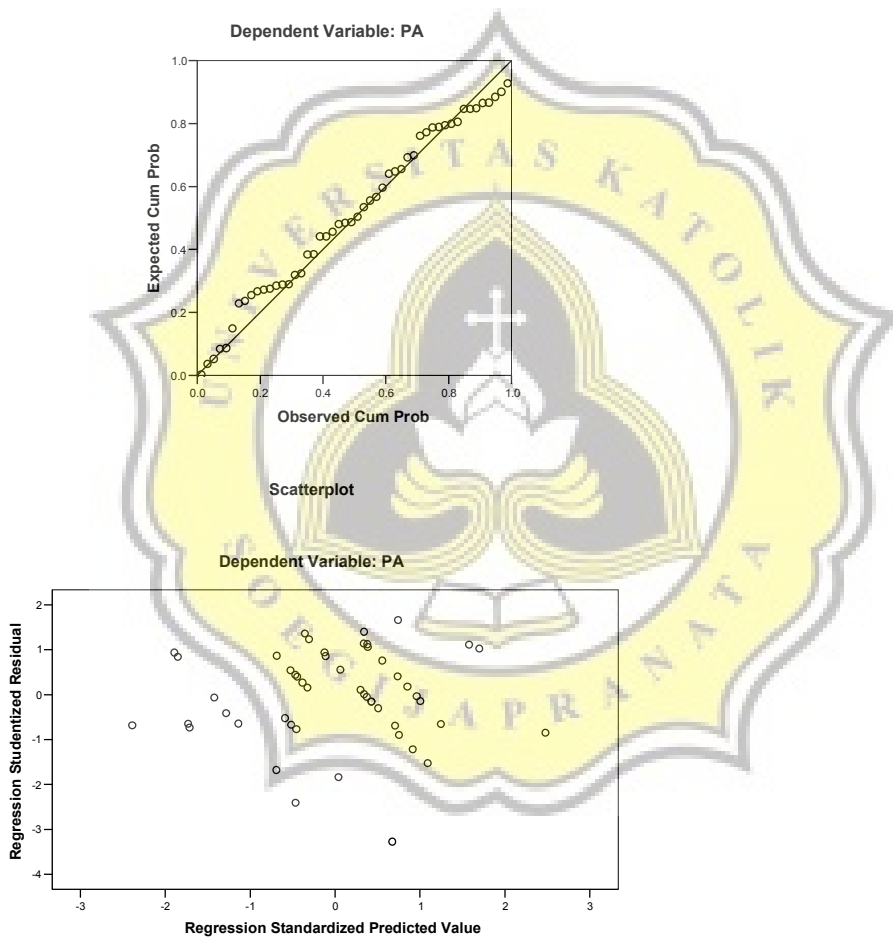 Dependent Variable: PA
1.0
0.8
0.6
0.4
0.2
0.0
Expected Cum Prob
0.0 0.2 0.4 0.6 0.8 1.0
Observed Cum Prob
UNIVERSITAS KATOLIK
SOEGIJAPRANATA
Scatterplot
Dependent Variable: PA
2
1
0
-1
-2
-3
-4
Regression Studentized Residual
-3 -2 -1 0 1 2 3
Regression Standardized Predicted Value